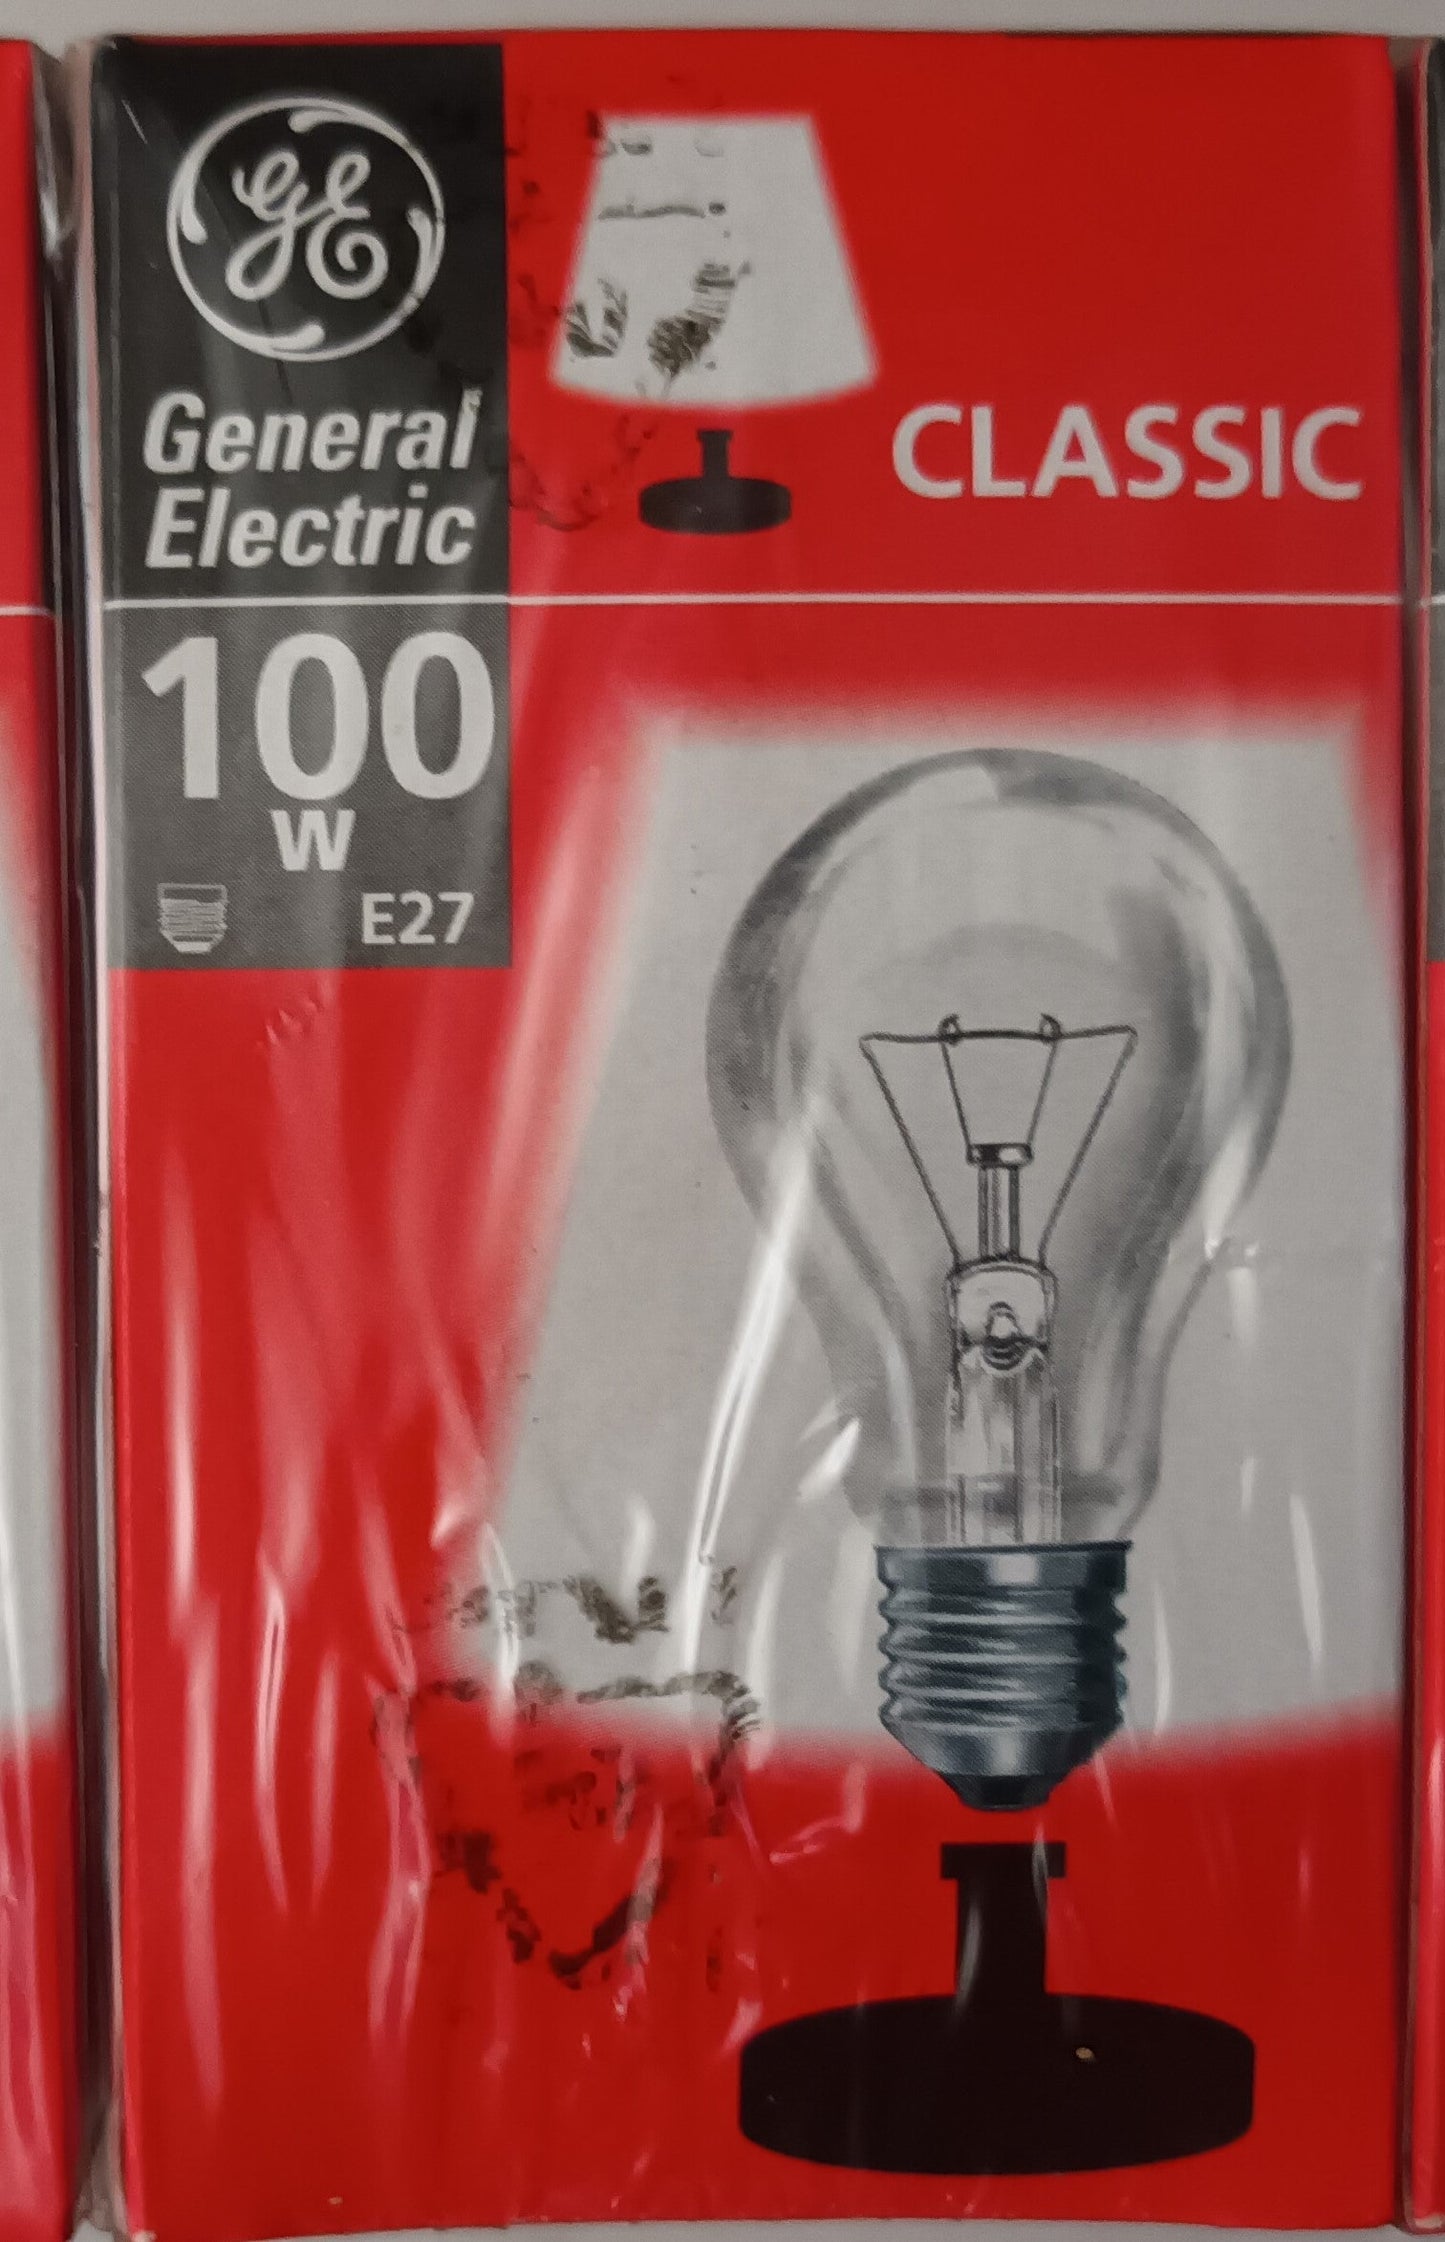 GE
General
Electric
CLASSIC
100
W
E27